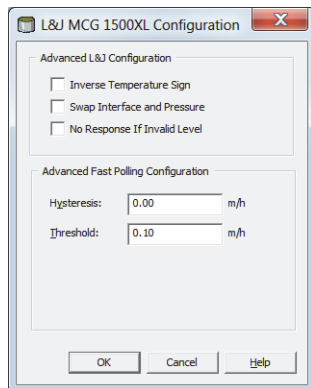 L&J MCG 1500XL Configuration
Advanced L&J Configuration
Inverse Temperature Sign
Swap Interface and Pressure
No Response If Invalid Level
Advanced Fast Polling Configuration
Hysteresis: 0.00 m/h
Threshold: 0.10 m/h
OK Cancel Help